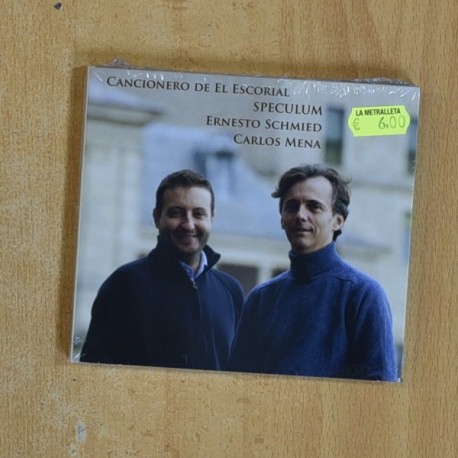 Cancionero de El Escorial
SPECULUM
Ernesto Schmied
Carlos Mena
LA METRALLETA
€ 6.00